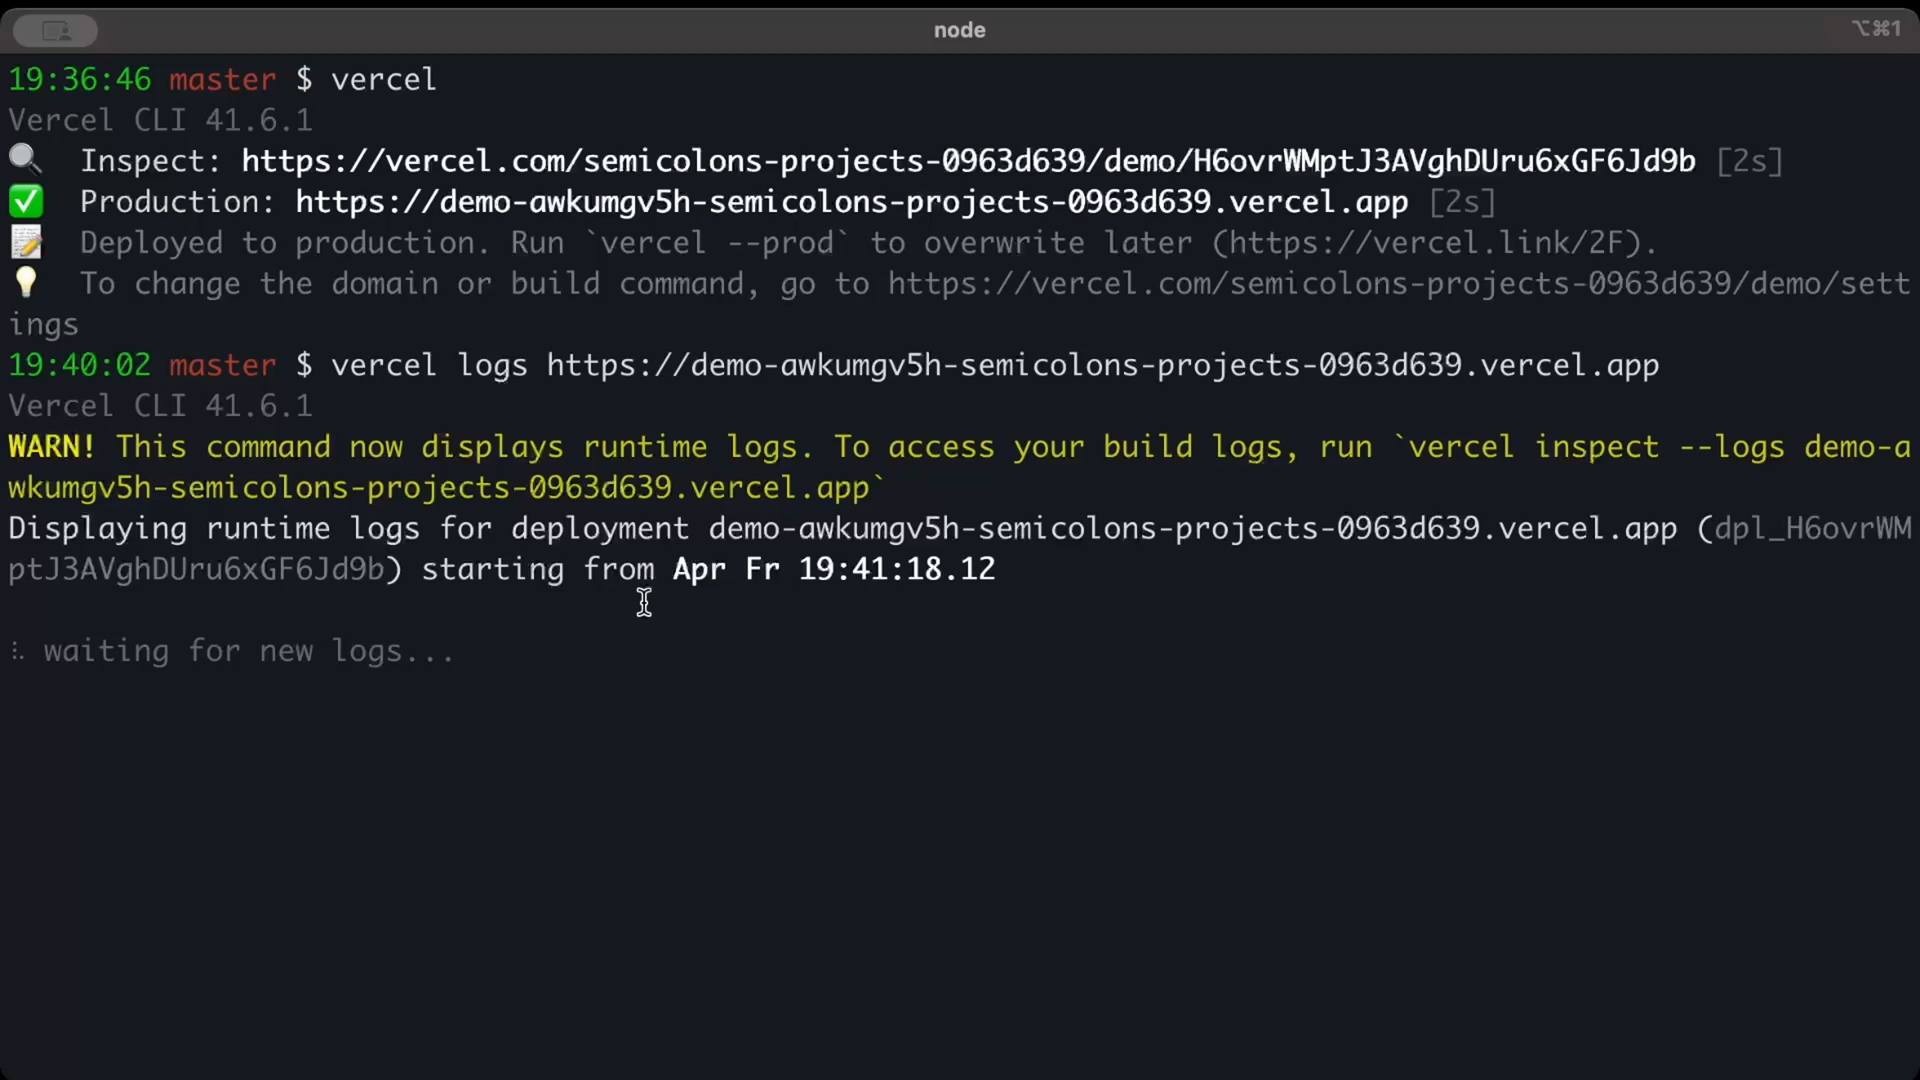 node
⌥⌘1
19:36:46 master $ vercel
Vercel CLI 41.6.1
🔍  Inspect: https://vercel.com/semicolons-projects-0963d639/demo/H6ovrWMptJ3AVghDUru6xGF6Jd9b [2s]
✅  Production: https://demo-awkumgv5h-semicolons-projects-0963d639.vercel.app [2s]
📝  Deployed to production. Run `vercel --prod` to overwrite later (https://vercel.link/2F).
💡  To change the domain or build command, go to https://vercel.com/semicolons-projects-0963d639/demo/sett
ings
19:40:02 master $ vercel logs https://demo-awkumgv5h-semicolons-projects-0963d639.vercel.app
Vercel CLI 41.6.1
WARN! This command now displays runtime logs. To access your build logs, run `vercel inspect --logs demo-a
wkumgv5h-semicolons-projects-0963d639.vercel.app`
Displaying runtime logs for deployment demo-awkumgv5h-semicolons-projects-0963d639.vercel.app (dpl_H6ovrWM
ptJ3AVghDUru6xGF6Jd9b) starting from Apr Fr 19:41:18.12
waiting for new logs...